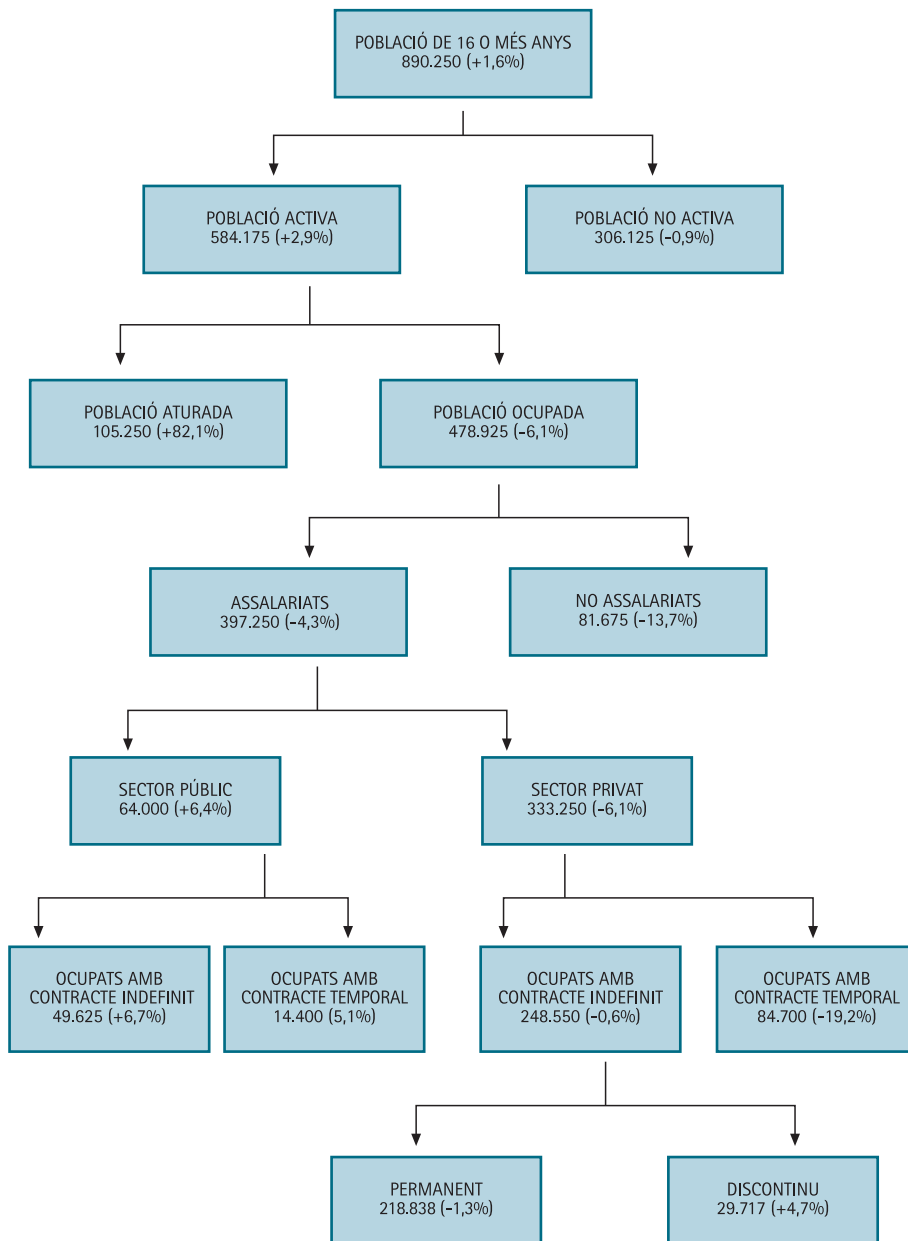 POBLACIÓ DE 16 O MÉS ANYS
890.250 (+1,6%)
POBLACIÓ ACTIVA
584.175 (+2,9%)
POBLACIÓ NO ACTIVA
306.125 (-0,9%)
POBLACIÓ ATURADA
105.250 (+82,1%)
POBLACIÓ OCUPADA
478.925 (-6,1%)
ASSALARIATS
397.250 (-4,3%)
NO ASSALARIATS
81.675 (-13,7%)
SECTOR PÚBLIC
64.000 (+6,4%)
SECTOR PRIVAT
333.250 (-6,1%)
OCUPATS AMB
CONTRACTE INDEFINIT
49.625 (+6,7%)
OCUPATS AMB
CONTRACTE TEMPORAL
14.400 (5,1%)
OCUPATS AMB
CONTRACTE INDEFINIT
248.550 (-0,6%)
OCUPATS AMB
CONTRACTE TEMPORAL
84.700 (-19,2%)
PERMANENT
218.838 (-1,3%)
DISCONTINU
29.717 (+4,7%)